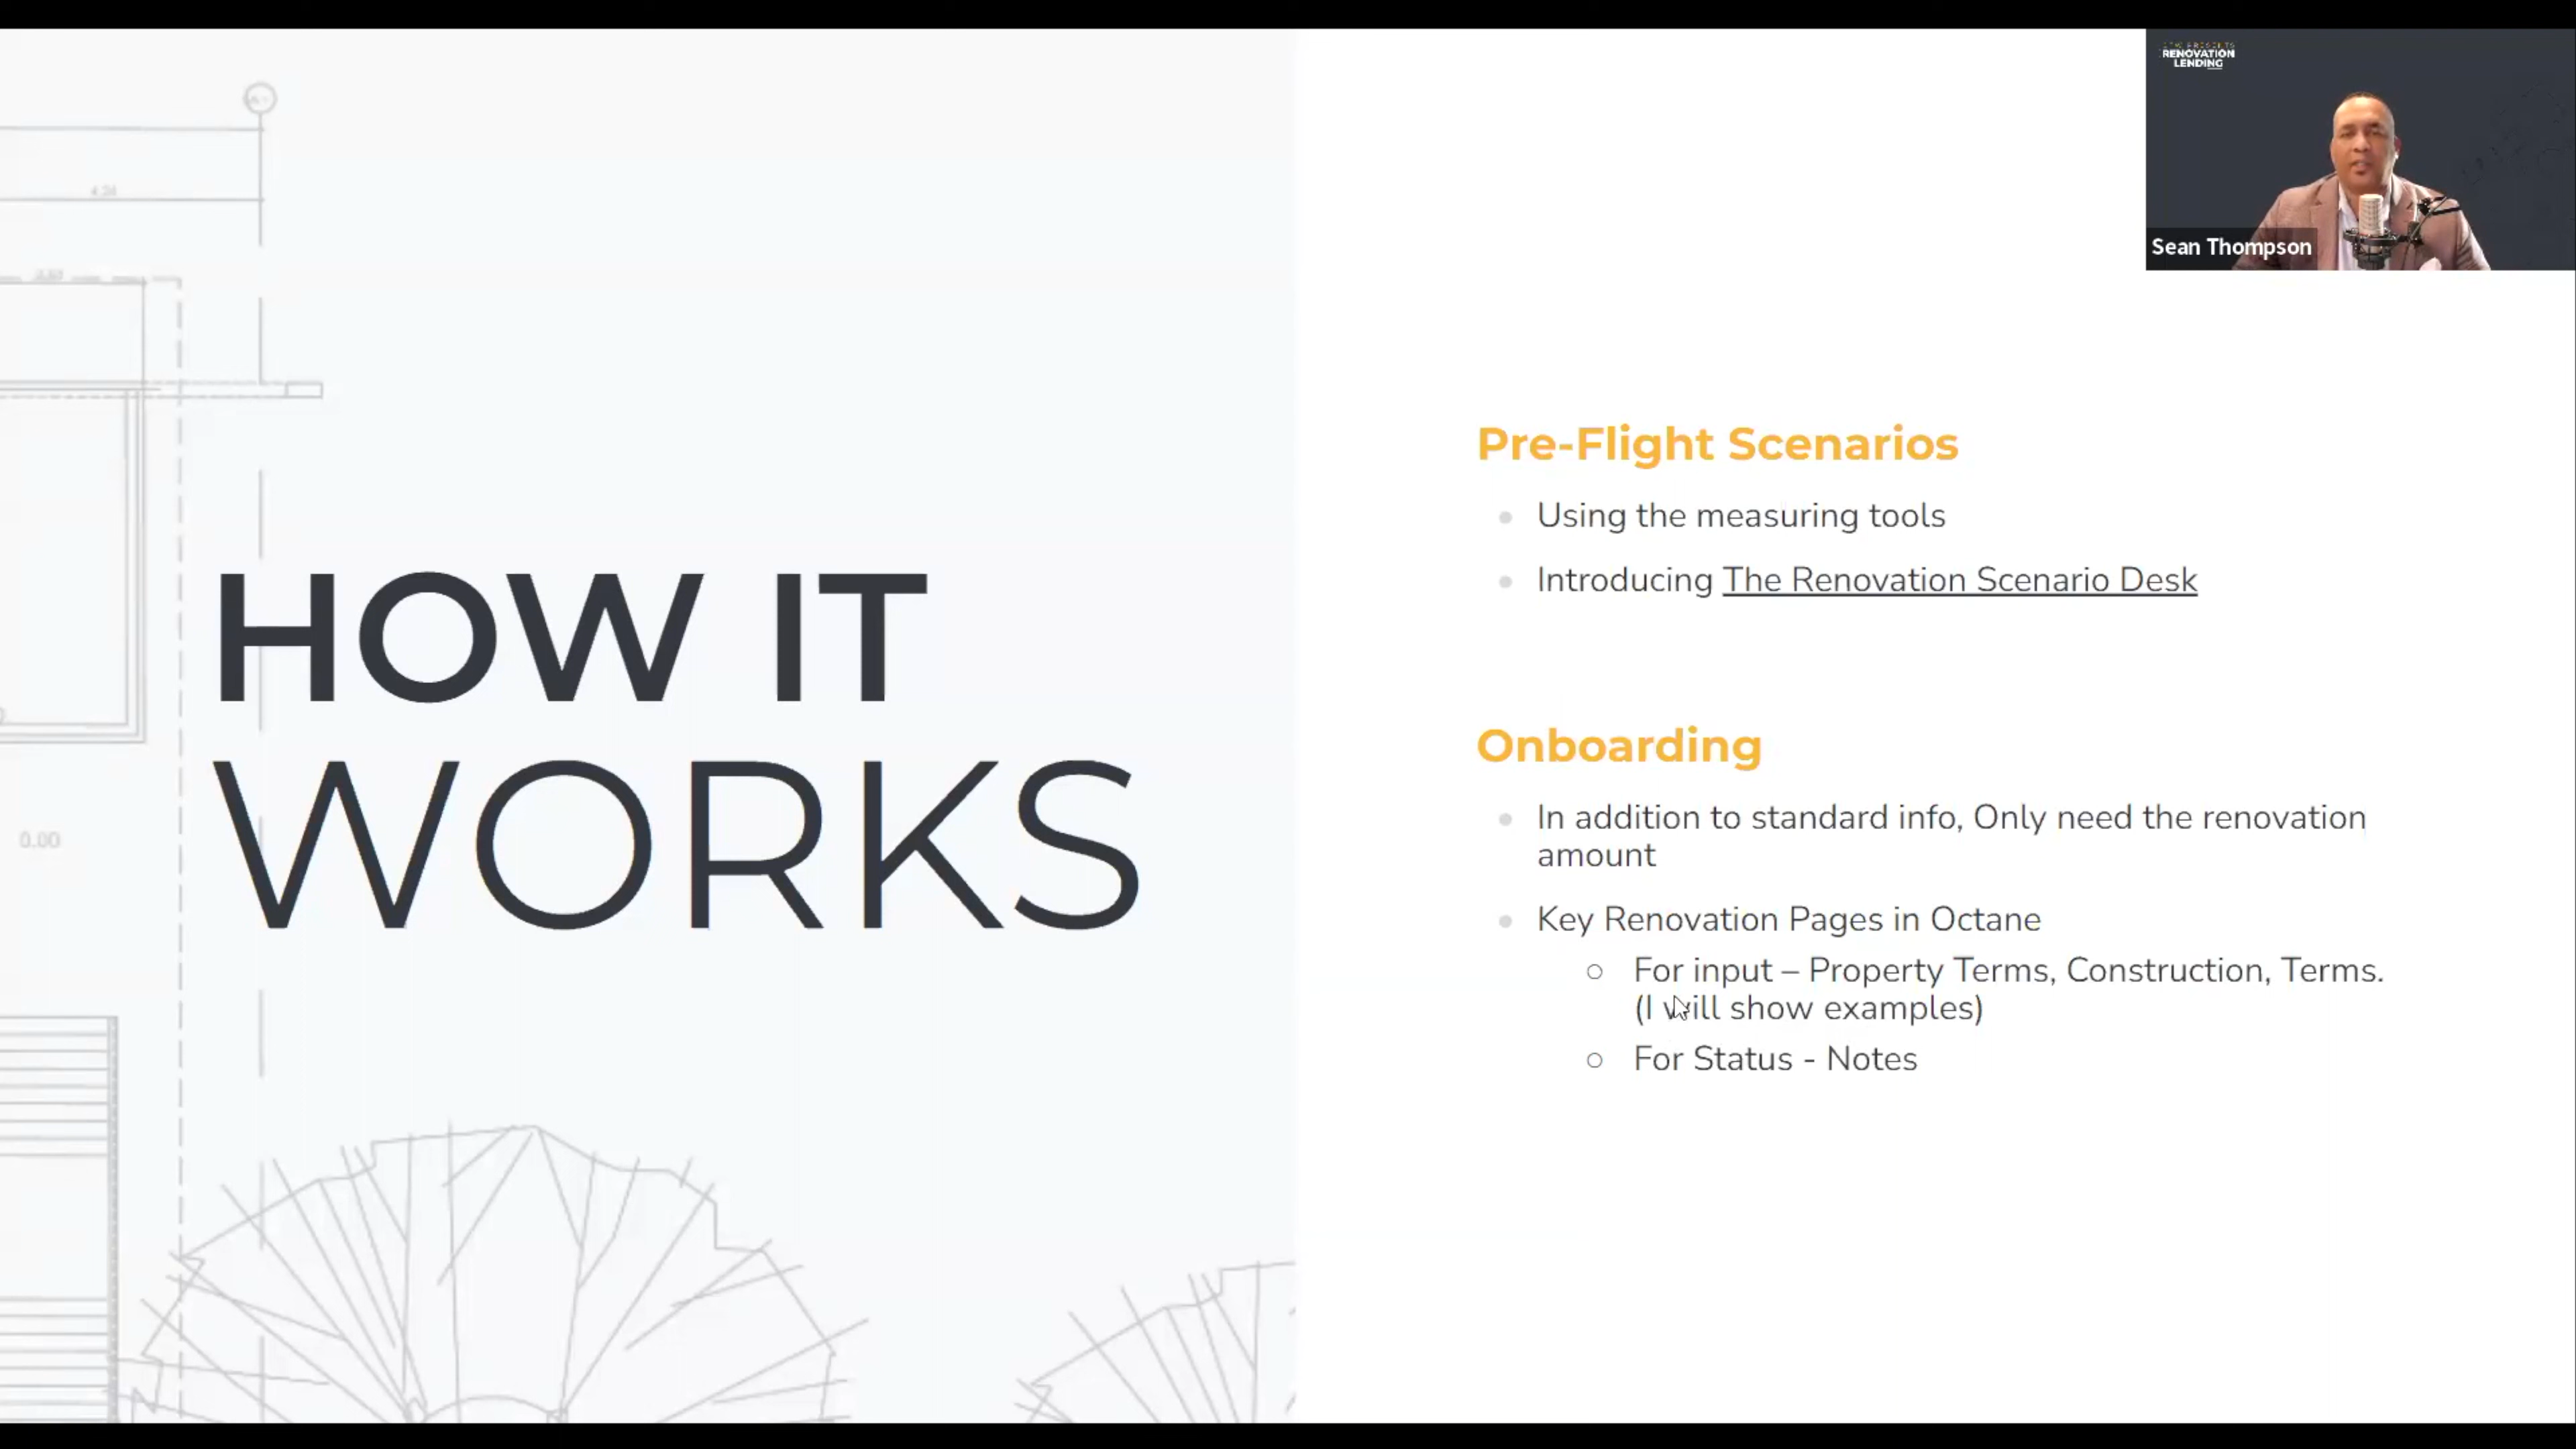 RENOVATION
LENDING
Sean Thompson
4.20
0.00
HOW IT
WORKS
Pre-Flight Scenarios
Using the measuring tools
Introducing The Renovation Scenario Desk
Onboarding
In addition to standard info, Only need the renovation
amount
Key Renovation Pages in Octane
For input – Property Terms, Construction, Terms.
(I will show examples)
For Status - Notes